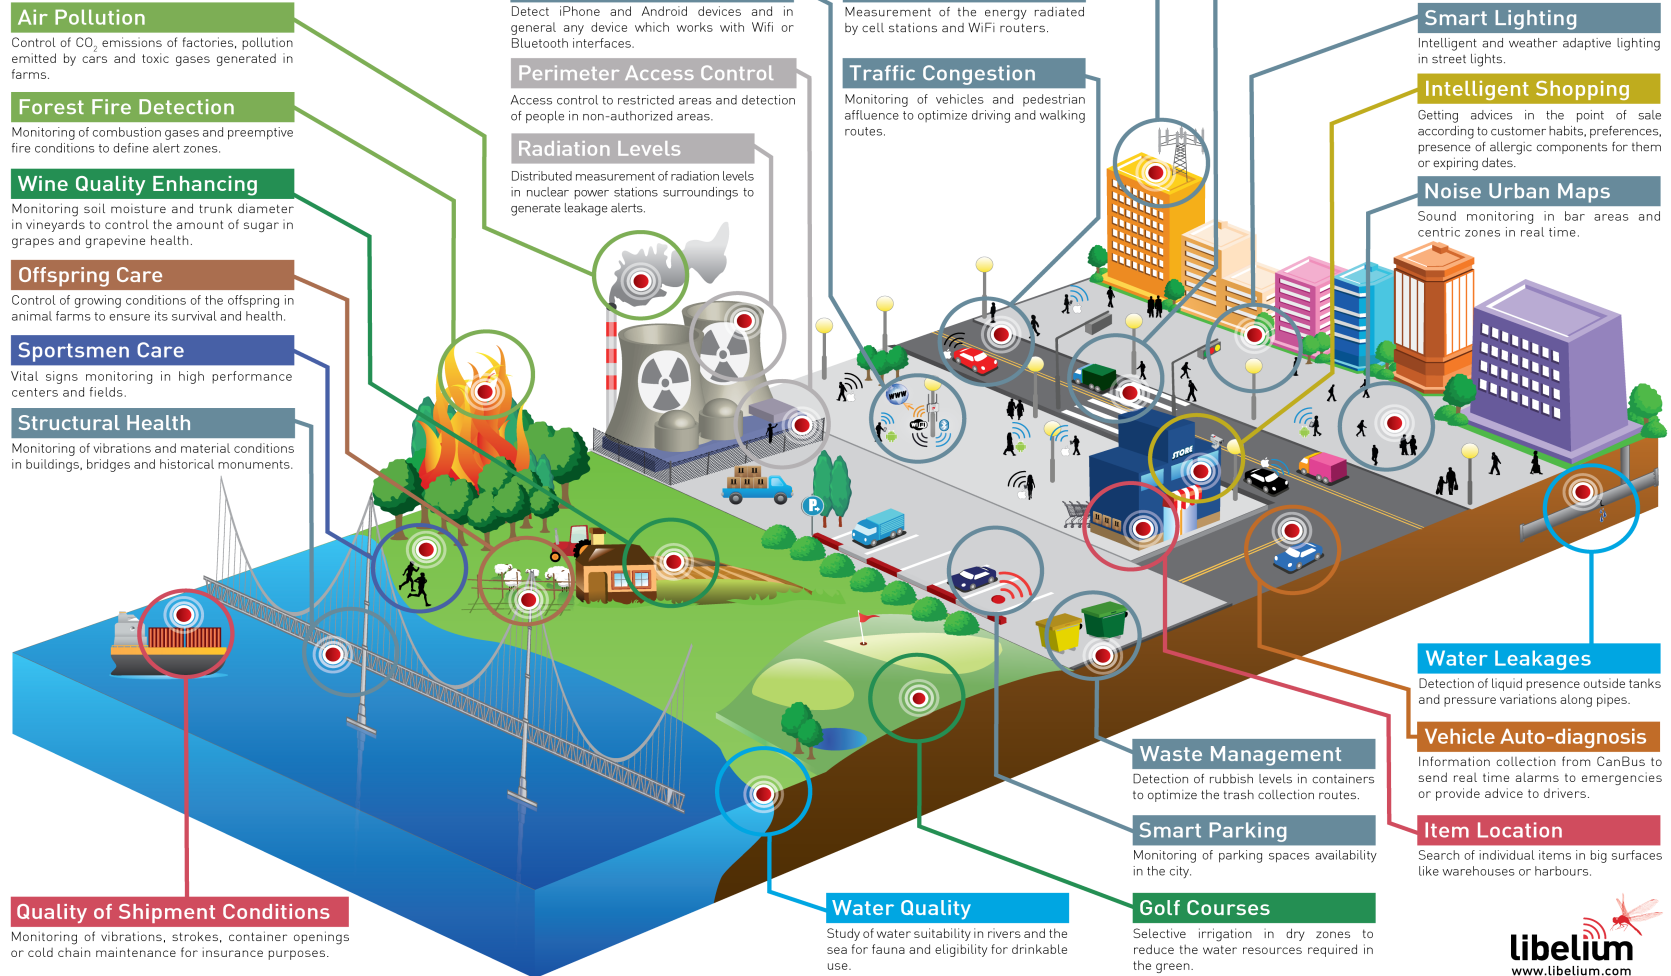 Air Pollution
Control of CO2 emissions of factories, pollution
emitted by cars and toxic gases generated in
farms.
Forest Fire Detection
Monitoring of combustion gases and preemptive
fire conditions to define alert zones.
Wine Quality Enhancing
Monitoring soil moisture and trunk diameter
in vineyards to control the amount of sugar in
grapes and grapevine health.
Offspring Care
Control of growing conditions of the offspring in
animal farms to ensure its survival and health.
Sportsmen Care
Vital signs monitoring in high performance
centers and fields.
Structural Health
Monitoring of vibrations and material conditions
in buildings, bridges and historical monuments.
Quality of Shipment Conditions
Monitoring of vibrations, strokes, container openings
or cold chain maintenance for insurance purposes.
Detect iPhone and Android devices and in
general any device which works with Wifi or
Bluetooth interfaces.
Perimeter Access Control
Access control to restricted areas and detection
of people in non-authorized areas.
Radiation Levels
Distributed measurement of radiation levels
in nuclear power stations surroundings to
generate leakage alerts.
Measurement of the energy radiated
by cell stations and WiFi routers.
Traffic Congestion
Monitoring of vehicles and pedestrian
affluence to optimize driving and walking
routes.
Smart Lighting
Intelligent and weather adaptive lighting
in street lights.
Intelligent Shopping
Getting advices in the point of sale
according to customer habits, preferences,
presence of allergic components for them
or expiring dates.
Noise Urban Maps
Sound monitoring in bar areas and
centric zones in real time.
www
WiFi
STORE
P
Water Leakages
Detection of liquid presence outside tanks
and pressure variations along pipes.
Vehicle Auto-diagnosis
Information collection from CanBus to
send real time alarms to emergencies
or provide advice to drivers.
Item Location
Search of individual items in big surfaces
like warehouses or harbours.
Waste Management
Detection of rubbish levels in containers
to optimize the trash collection routes.
Smart Parking
Monitoring of parking spaces availability
in the city.
Golf Courses
Selective irrigation in dry zones to
reduce the water resources required in
the green.
Water Quality
Study of water suitability in rivers and the
sea for fauna and eligibility for drinkable
use.
libelium
www.libelium.com